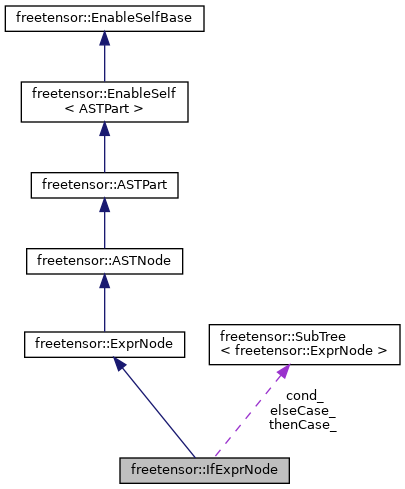 freetensor::EnableSelfBase
freetensor::EnableSelf
< ASTPart >
freetensor::ASTPart
freetensor::ASTNode
freetensor::ExprNode
freetensor::SubTree
< freetensor::ExprNode >
cond_
elseCase_
thenCase_
freetensor::IfExprNode